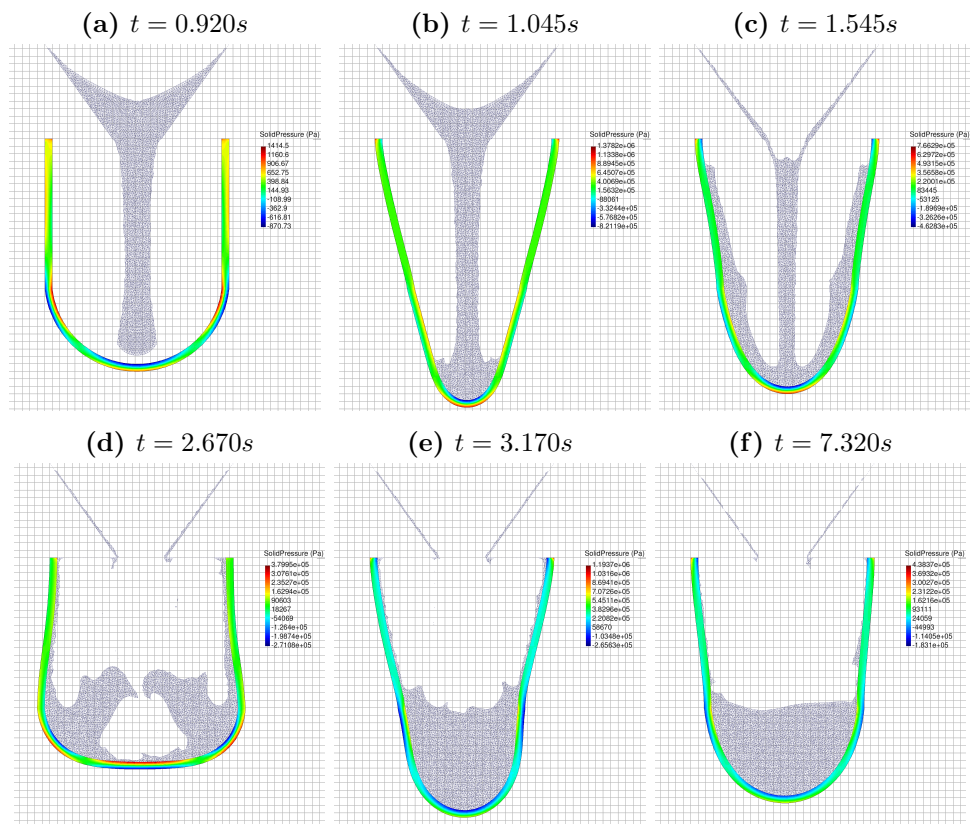 (a) t = 0.920s
SolidPressure (Pa)
1414.5
1160.6
906.67
652.75
398.84
144.93
-108.99
-362.9
-616.81
-870.73
(b) t = 1.045s
SolidPressure (Pa)
1.3782e+06
1.1338e+06
8.8945e+05
6.4507e+05
4.0069e+05
1.5632e+05
-88061
-3.3244e+05
-5.7682e+05
-8.2119e+05
(c) t = 1.545s
SolidPressure (Pa)
7.6629e+05
6.2972e+05
4.9315e+05
3.5658e+05
2.2001e+05
83445
-53125
-1.8969e+05
-3.2626e+05
-4.6283e+05
(d) t = 2.670s
SolidPressure (Pa)
3.7995e+05
3.0761e+05
2.3527e+05
1.6294e+05
90603
18267
-54069
-1.264e+05
-1.9874e+05
-2.7108e+05
(e) t = 3.170s
SolidPressure (Pa)
1.1937e+06
1.0316e+06
8.6941e+05
7.0726e+05
5.4511e+05
3.8296e+05
2.2082e+05
58670
-1.0348e+05
-2.6563e+05
(f) t = 7.320s
SolidPressure (Pa)
4.3837e+05
3.6932e+05
3.0027e+05
2.3122e+05
1.6216e+05
93111
24059
-44993
-1.1405e+05
-1.831e+05